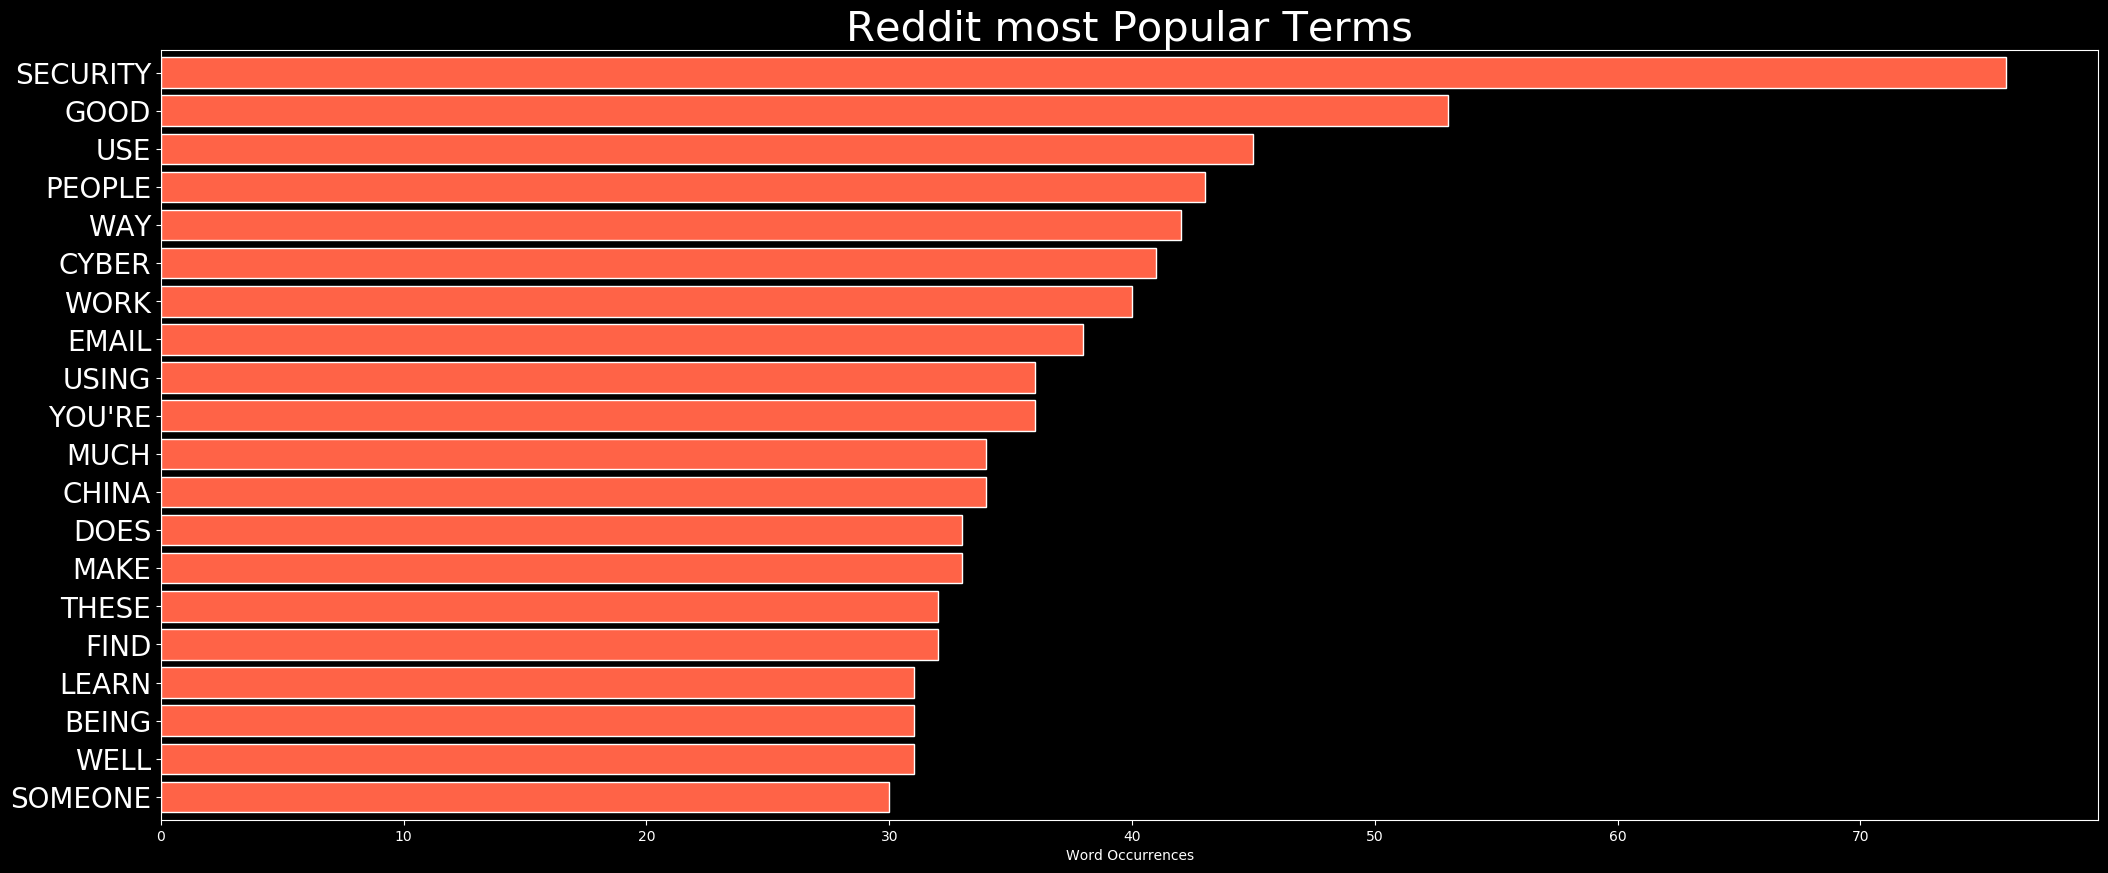 Reddit most Popular Terms
SECURITY
GOOD
USE
PEOPLE
WAY
CYBER
WORK
EMAIL
USING
YOU'RE
MUCH
CHINA
DOES
MAKE
THESE
FIND
LEARN
BEING
WELL
SOMEONE
0 10 20 30 40 50 60 70
Word Occurrences